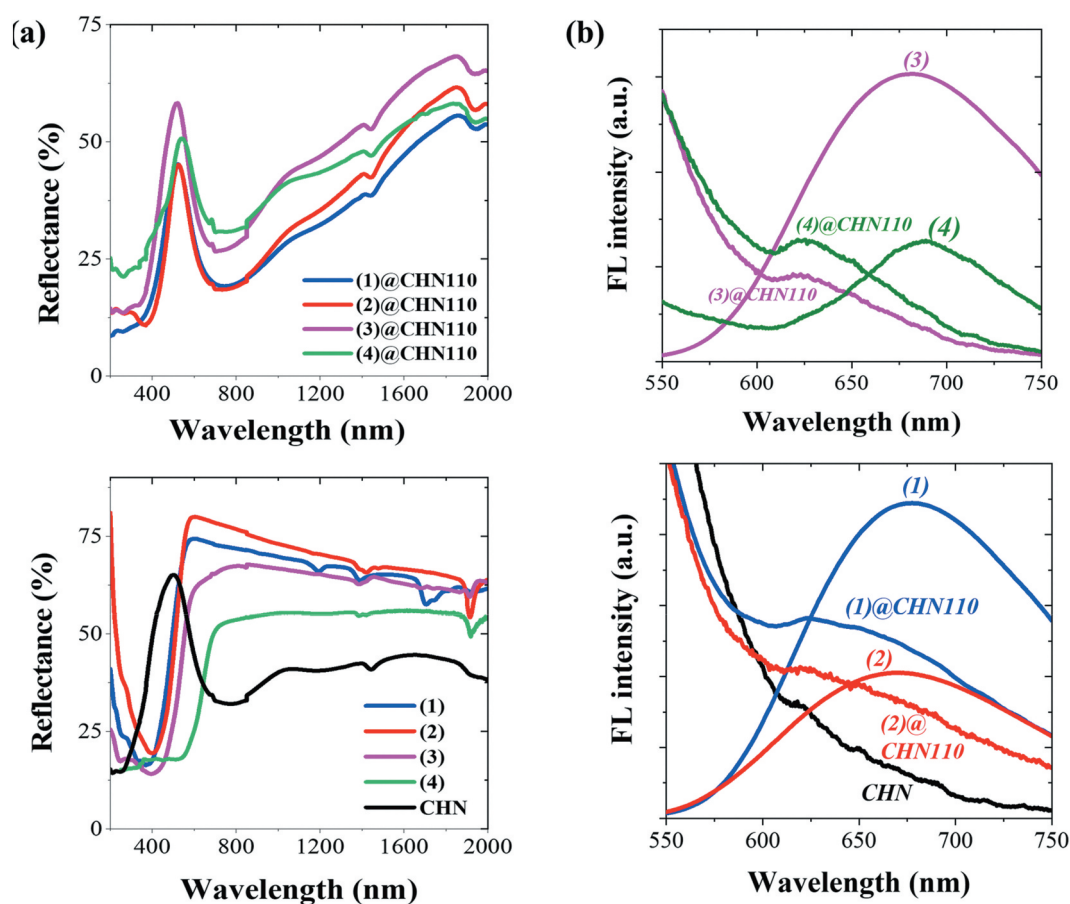 (a)
Reflectance (%)
75
50
25
0
400
800
1200
1600
2000
Wavelength (nm)
(1)@CHN110
(2)@CHN110
(3)@CHN110
(4)@CHN110
(b)
FL intensity (a.u.)
(3)
(4)@CHN110
(4)
(3)@CHN110
550
600
650
700
750
Wavelength (nm)
Reflectance (%)
75
50
25
0
400
800
1200
1600
2000
Wavelength (nm)
(1)
(2)
(3)
(4)
CHN
FL intensity (a.u.)
(1)
(1)@CHN110
(2)
(2)@
CHN110
CHN
550
600
650
700
750
Wavelength (nm)